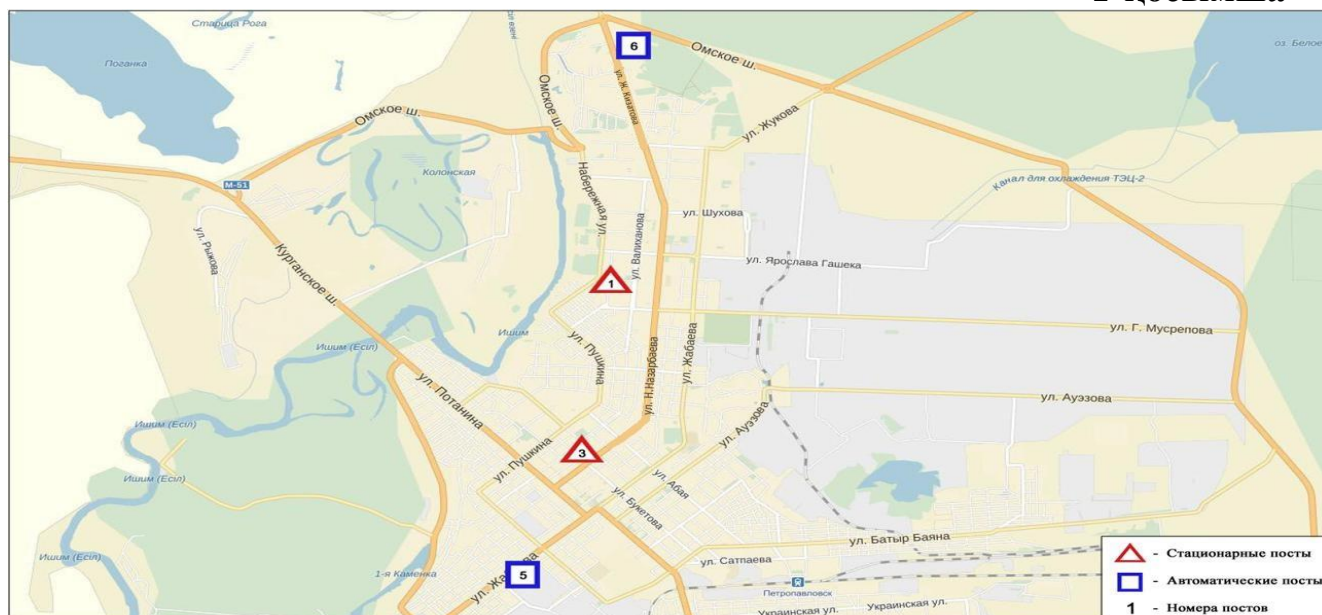 Старица Рога
Поганка
6
Омское ш.
оз. Белое
Омское ш.
ул. Ж. Кизатова
ул. Жукова
Омское ш.
Колонская
М-51
Набережная ул.
Канал для охлаждения ТЭЦ-2
ул. Шухова
ул. Рыжова
ул. Валиханова
Курганское ш.
ул. Ярослава Гашека
1
Ишим
ул. Г. Мусрепова
Ишим (Есіл)
ул. Пушкина
ул. Жабаева
ул. Н.Назарбаева
ул. Потанина
ул. Ауэзова
Ишим (Есіл)
ул. Ауэзова
3
ул. Пушкина
Ишим (Есіл)
ул. Абая
ул. Букетова
ул. Батыр Баяна
Ишим (Есіл)
ул. Сатпаева
1-я Каменка
5
ул. Жа
Петропавловск
Украинская ул.
Украинская ул.
- Стационарные посты
- Автоматические посты
1 - Номера постов